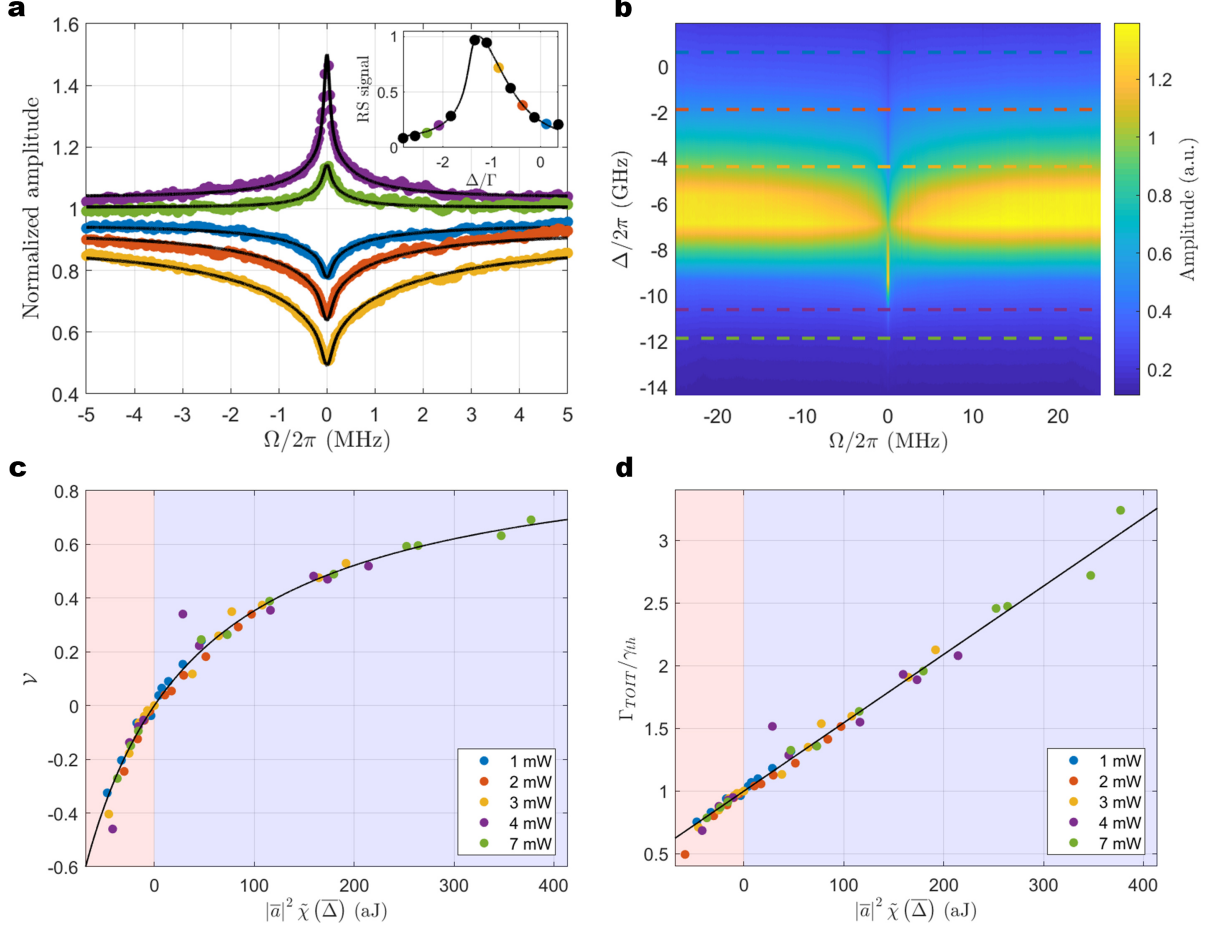 a
1.6
1.4
1.2
1
0.8
0.6
0.4
Normalized amplitude
-5 -4 -3 -2 -1 0 1 2 3 4 5
Ω/2π (MHz)
1
0.5
0
RS signal
-2 -1 0
Δ/Γ
b
0
-2
-4
-6
-8
-10
-12
-14
Δ/2π (GHz)
-20 -10 0 10 20
Ω/2π (MHz)
1.2
1
0.8
0.6
0.4
0.2
Amplitude (a.u.)
c
0.8
0.6
0.4
0.2
0
-0.2
-0.4
-0.6
𝒱
0 100 200 300 400
|a̅|² χ̃ (Δ̅) (aJ)
1 mW
2 mW
3 mW
4 mW
7 mW
d
3
2.5
2
1.5
1
0.5
Γ_TOIT/γ_th
0 100 200 300 400
|a̅|² χ̃ (Δ̅) (aJ)
1 mW
2 mW
3 mW
4 mW
7 mW